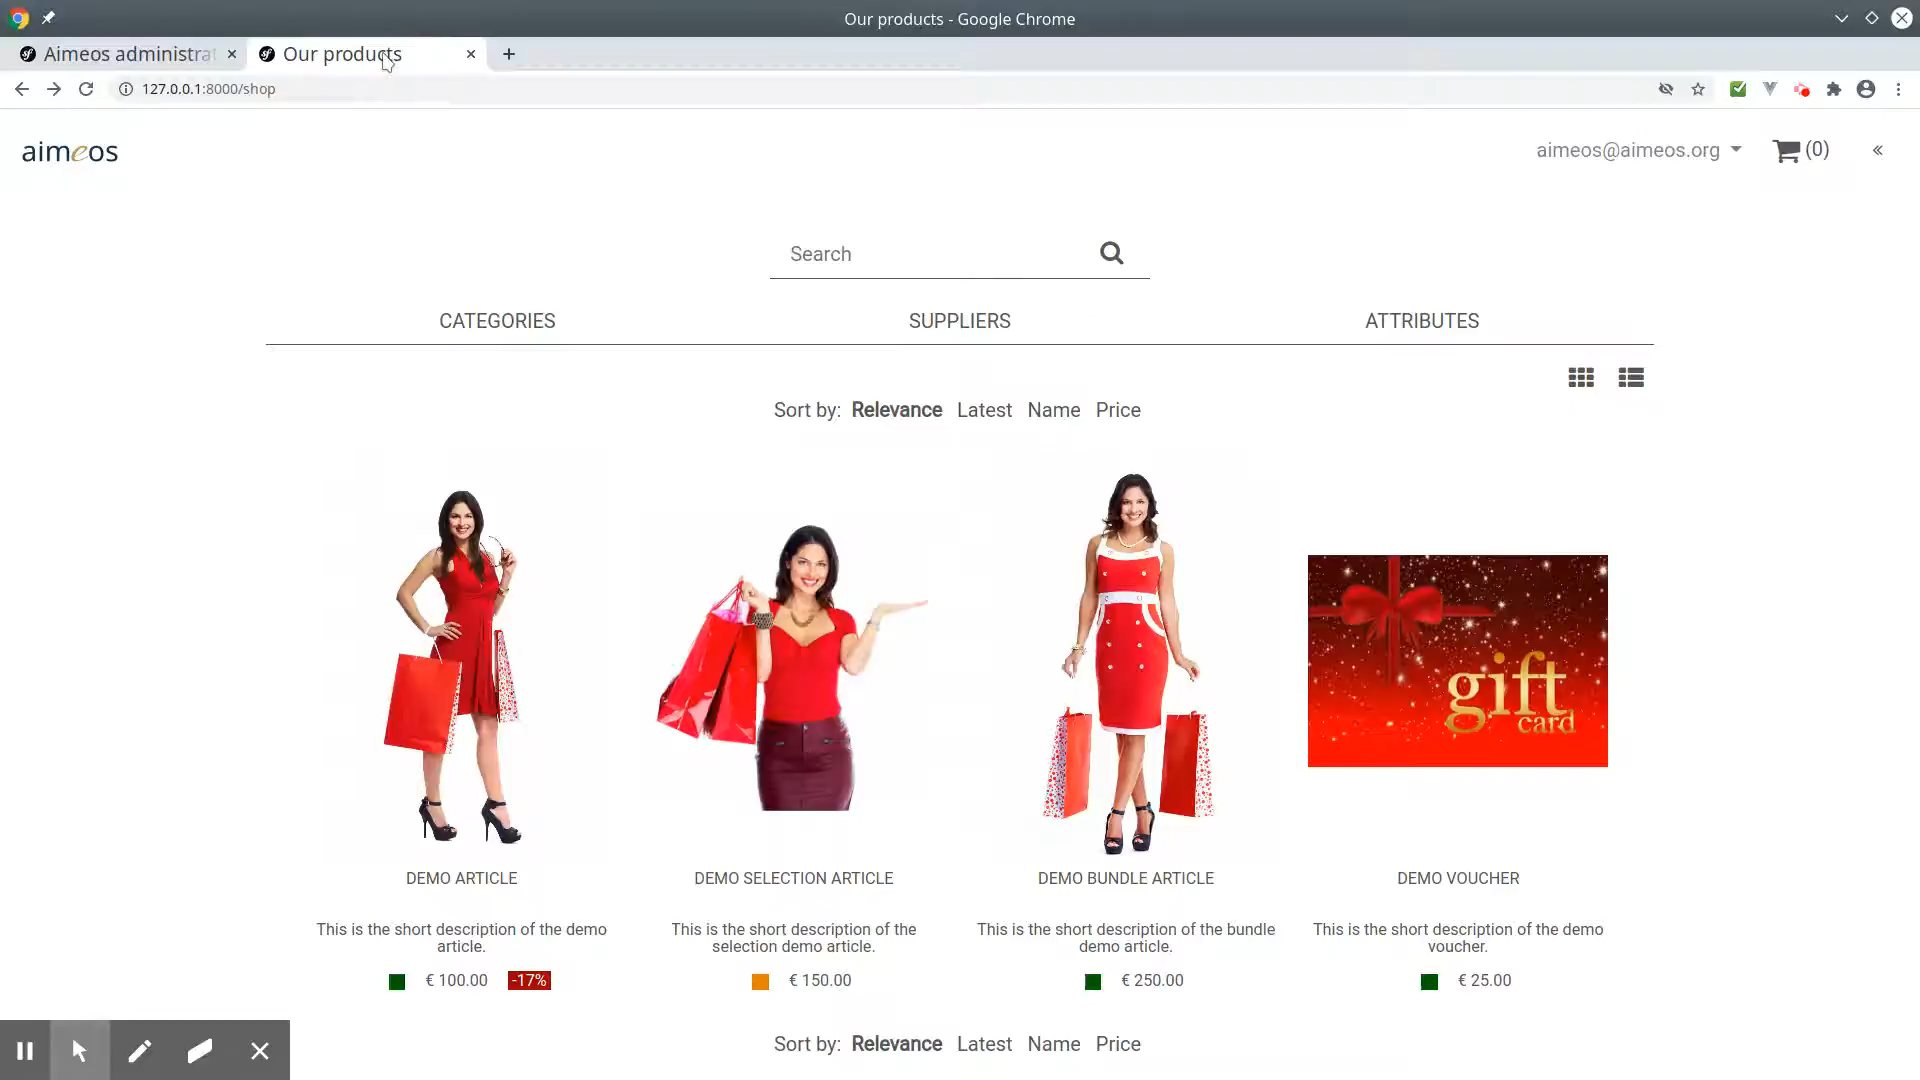 Our products - Google Chrome
Aimeos administrat
Our products
127.0.0.1:8000/shop
aimeos
aimeos@aimeos.org
(0)
«
Search
CATEGORIES SUPPLIERS ATTRIBUTES
Sort by: Relevance Latest Name Price
gift
card
DEMO ARTICLE
This is the short description of the demo
article.
€ 100.00 -17%
DEMO SELECTION ARTICLE
This is the short description of the
selection demo article.
€ 150.00
DEMO BUNDLE ARTICLE
This is the short description of the bundle
demo article.
€ 250.00
DEMO VOUCHER
This is the short description of the demo
voucher.
€ 25.00
Sort by: Relevance Latest Name Price